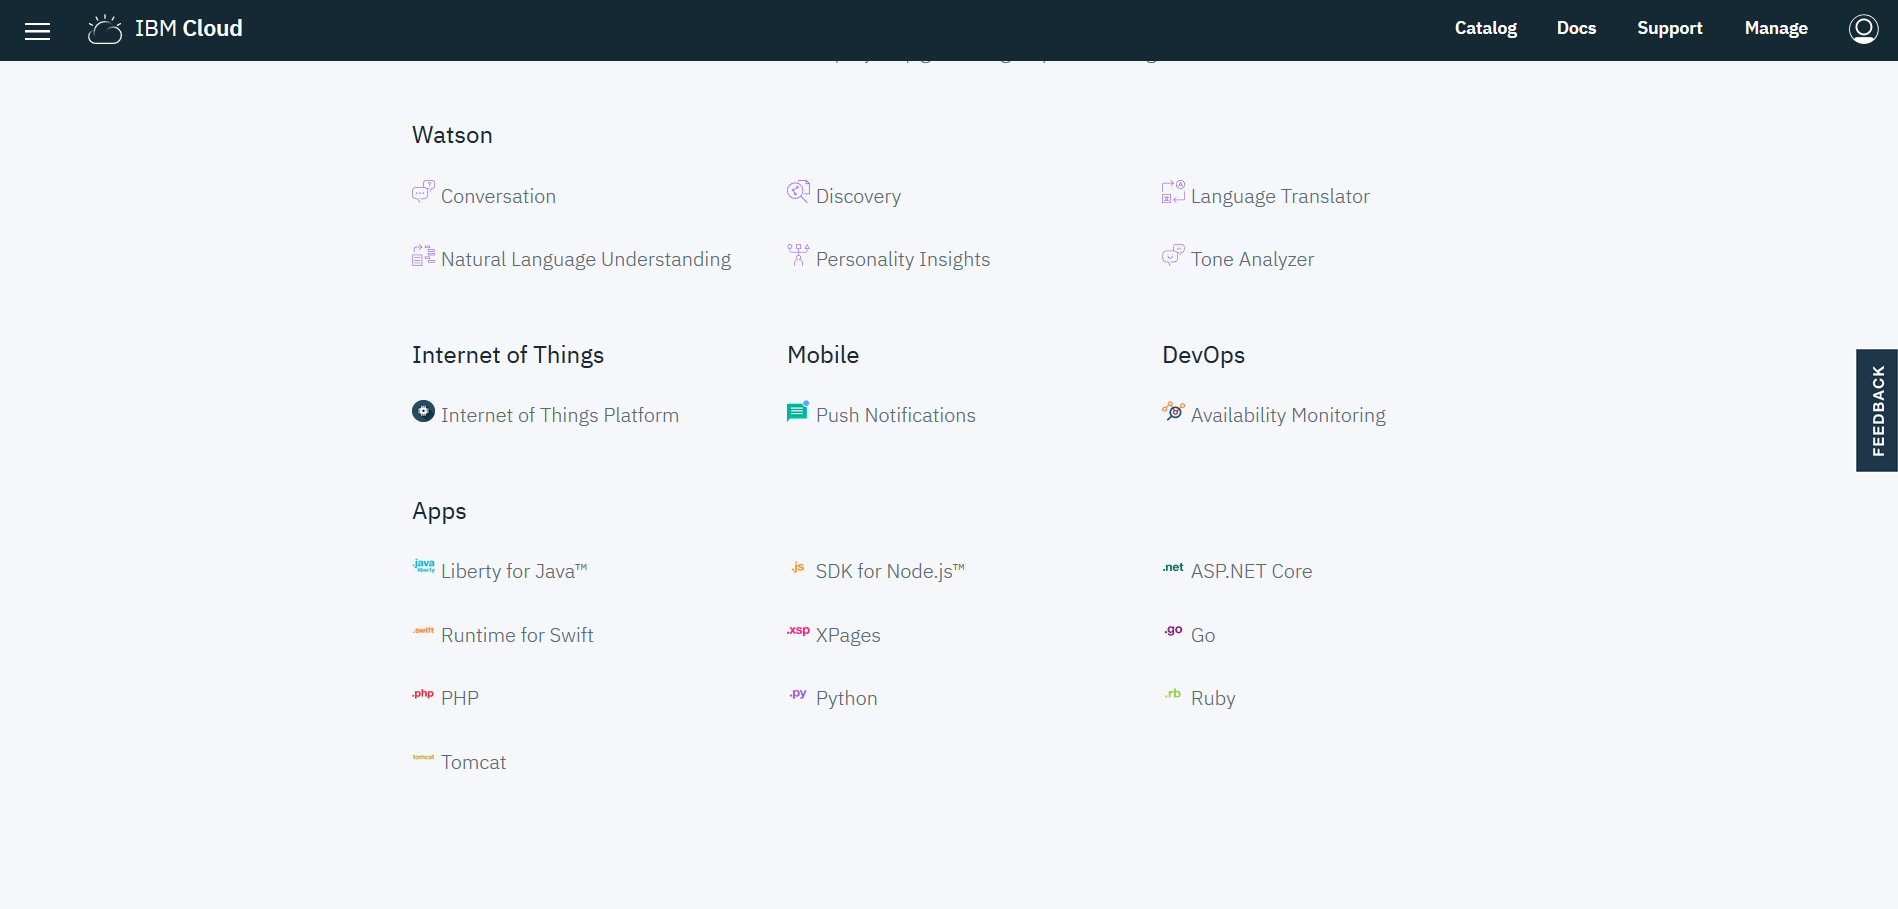 IBM Cloud
Catalog Docs Support Manage
Watson
Conversation Discovery Language Translator
Natural Language Understanding Personality Insights Tone Analyzer
Internet of Things Mobile DevOps
Internet of Things Platform Push Notifications Availability Monitoring
FEEDBACK
Apps
.java liberty Liberty for Java™ .js SDK for Node.js™ .net ASP.NET Core
.swift Runtime for Swift .xsp XPages .go Go
.php PHP .py Python .rb Ruby
tomcat Tomcat